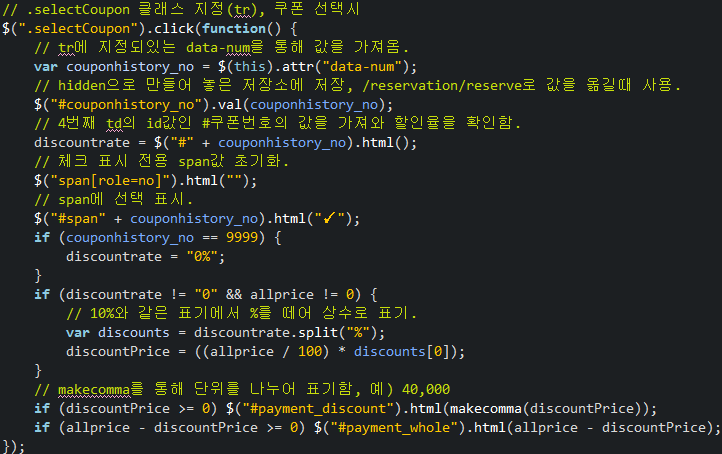 // .selectCoupon 클래스 지정(tr), 쿠폰 선택시
$(".selectCoupon").click(function() {
    // tr에 지정되있는 data-num을 통해 값을 가져옴.
    var couponhistory_no = $(this).attr("data-num");
    // hidden으로 만들어 놓은 저장소에 저장, /reservation/reserve로 값을 옮길때 사용.
    $("#couponhistory_no").val(couponhistory_no);
    // 4번째 td의 id값인 #쿠폰번호의 값을 가져와 할인율을 확인함.
    discountrate = $("#" + couponhistory_no).html();
    // 체크 표시 전용 span값 초기화.
    $("span[role=no]").html("");
    // span에 선택 표시.
    $("#span" + couponhistory_no).html("✓");
    if (couponhistory_no == 9999) {
        discountrate = "0%";
    }
    if (discountrate != "0" && allprice != 0) {
        // 10%와 같은 표기에서 %를 떼어 상수로 표기.
        var discounts = discountrate.split("%");
        discountPrice = ((allprice / 100) * discounts[0]);
    }
    // makecomma를 통해 단위를 나누어 표기함, 예) 40,000
    if (discountPrice >= 0) $("#payment_discount").html(makecomma(discountPrice));
    if (allprice - discountPrice >= 0) $("#payment_whole").html(allprice - discountPrice);
});